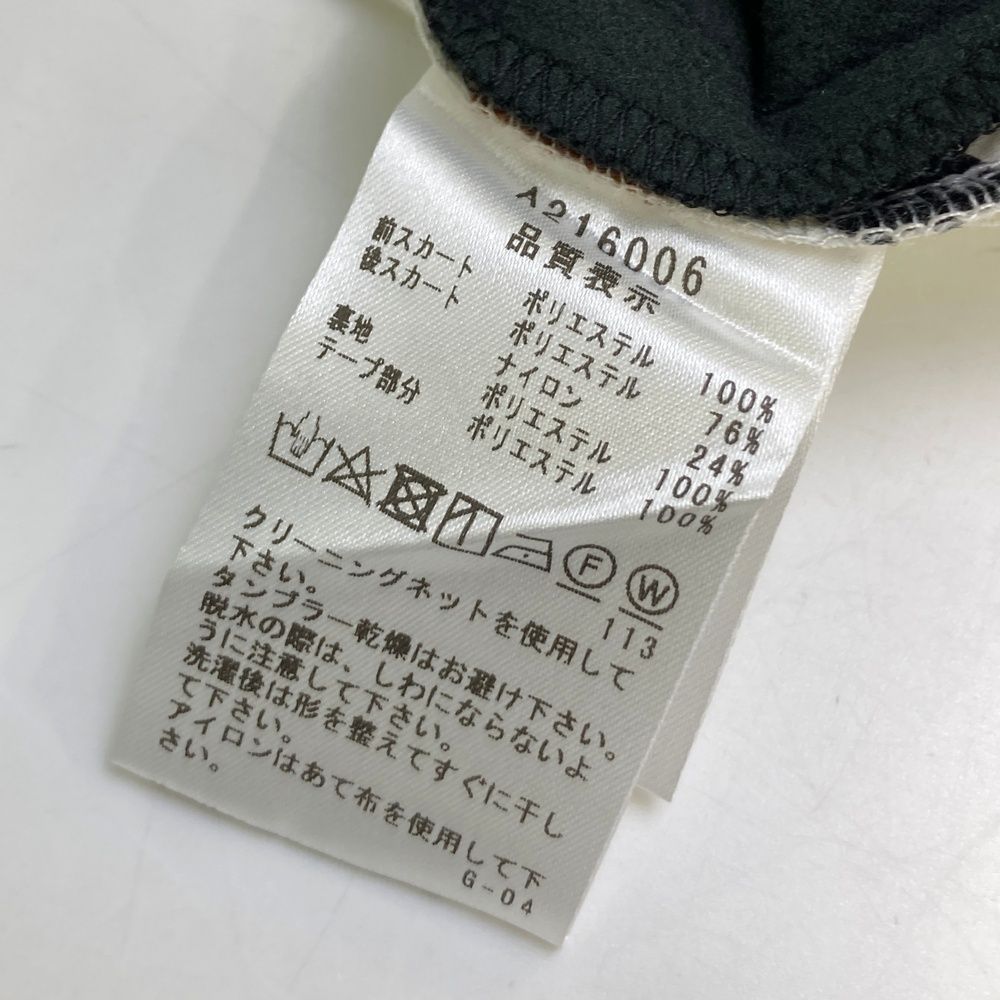 A216006
品質表示
前スカート ポリエステル 100%
後スカート ポリエステル 76%
ナイロン 24%
裏地 ポリエステル 100%
テープ部分 ポリエステル 100%
F W
113
クリーニングネットを使用して
下さい。
タンブラー乾燥はお避け下さい。
脱水の際は、しわにならないよ
うに注意して下さい。
洗濯後は形を整えてすぐに干し
て下さい。
アイロンはあて布を使用して下
さい。
G-04